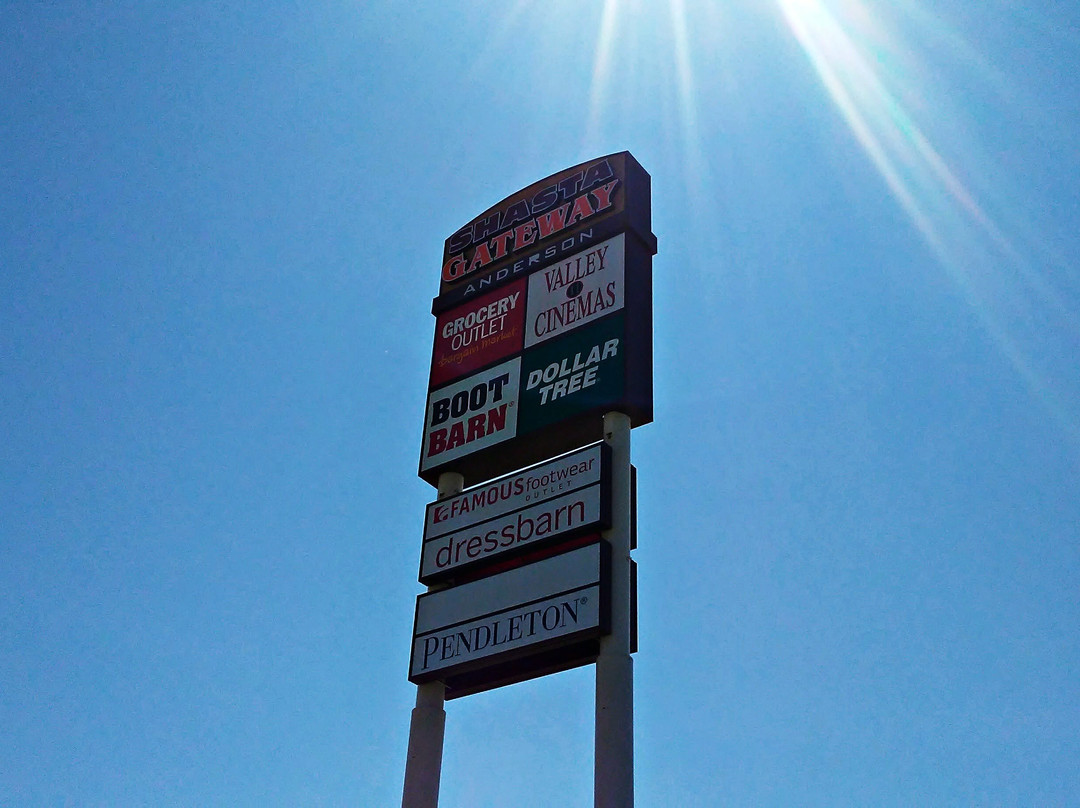 SHASTA
GATEWAY
ANDERSON
GROCERY
OUTLET
bargain market
VALLEY
CINEMAS
BOOT
BARN®
DOLLAR
TREE
FAMOUS footwear
OUTLET
dressbarn
PENDLETON®